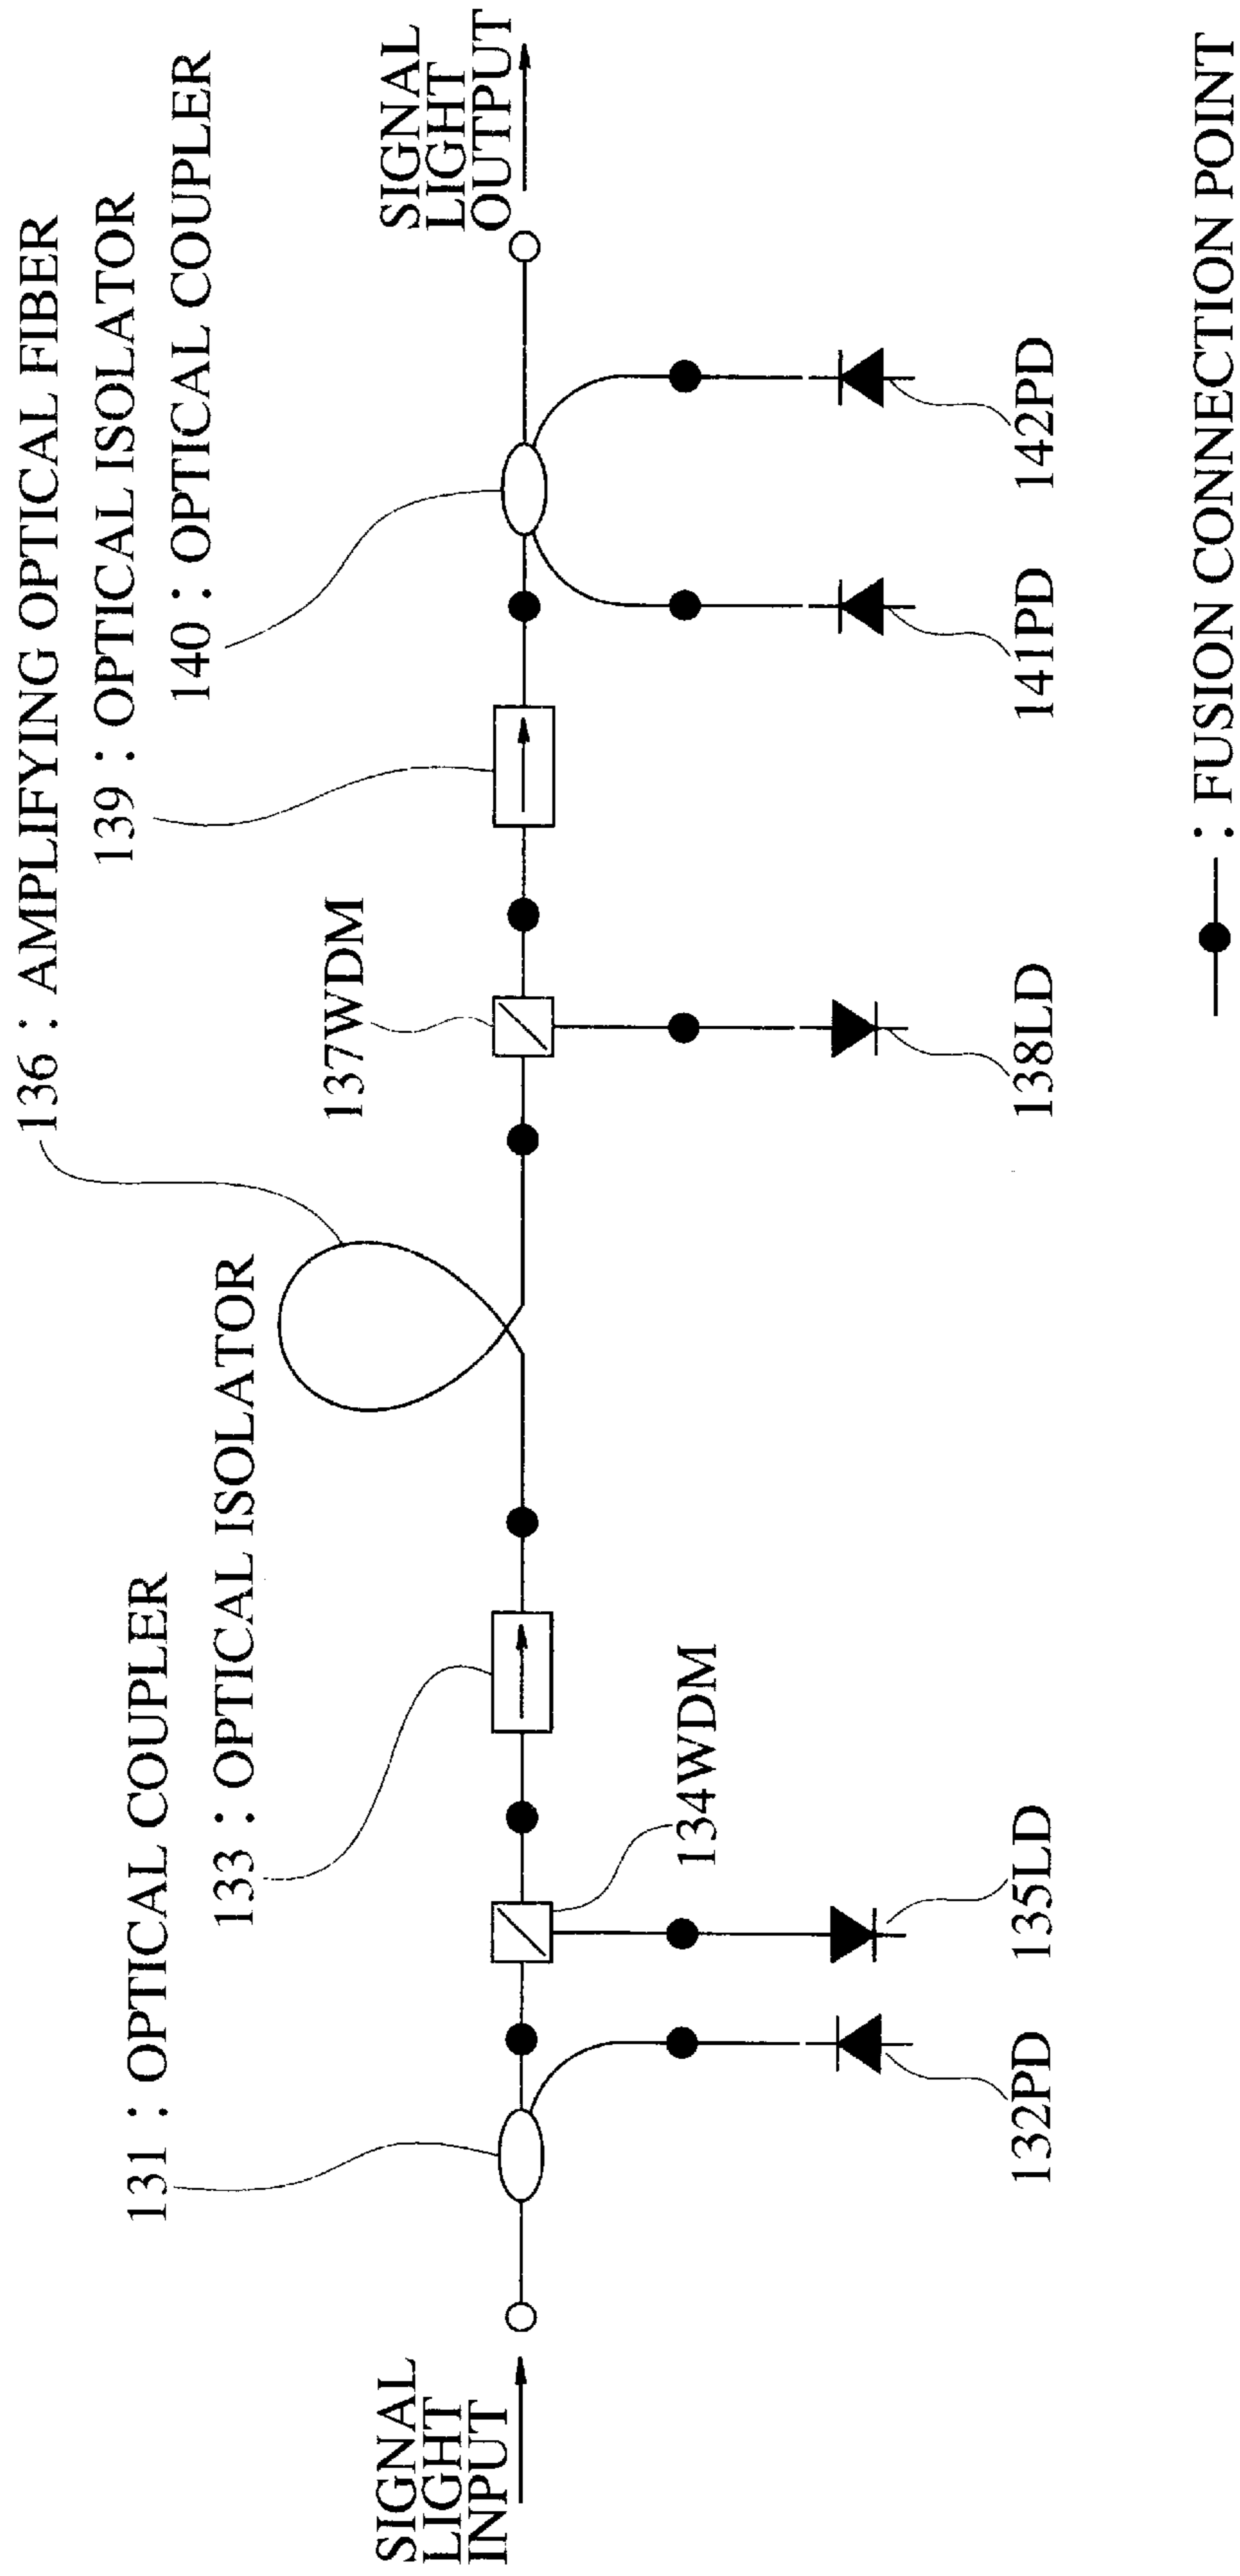 136 : AMPLIFYING OPTICAL FIBER
139 : OPTICAL ISOLATOR
140 : OPTICAL COUPLER
131 : OPTICAL COUPLER
133 : OPTICAL ISOLATOR
137WDM
SIGNAL
LIGHT
OUTPUT
SIGNAL
LIGHT
INPUT
134WDM
132PD
135LD
138LD
141PD
142PD
: FUSION CONNECTION POINT